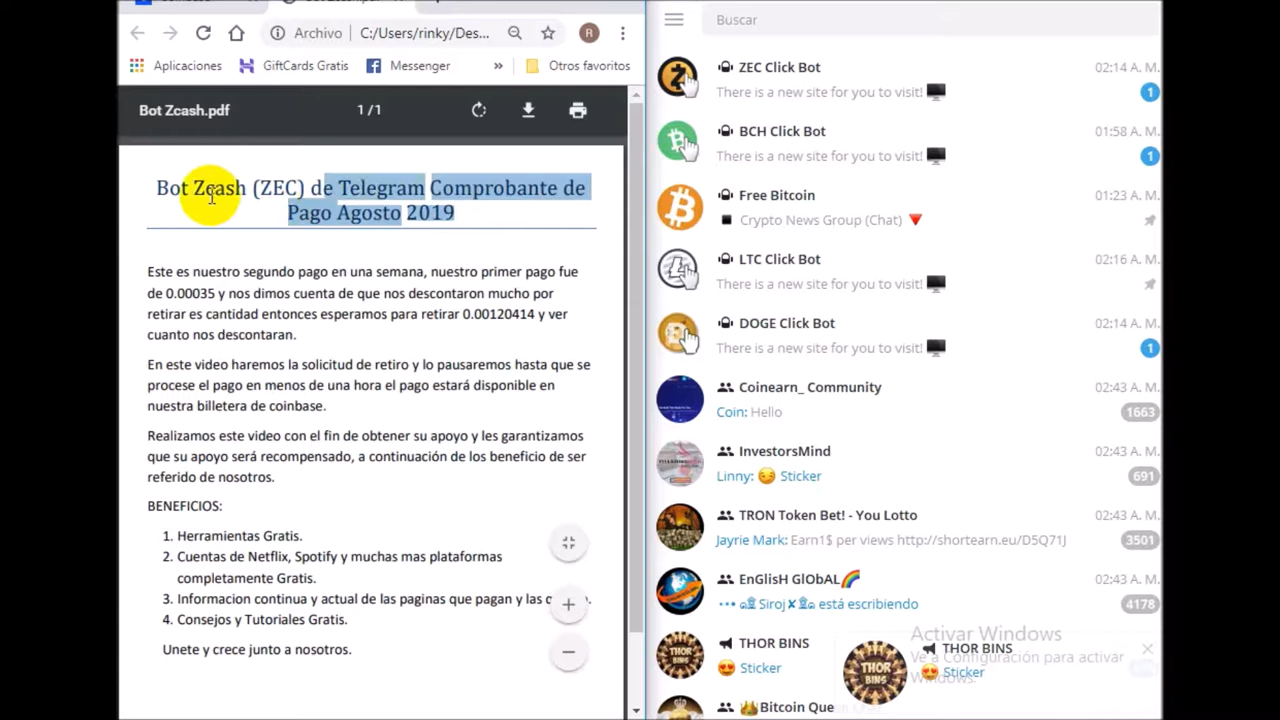 Archivo
C:/Users/rinky/Des...
R
Aplicaciones
GiftCards Gratis
Messenger
»
Otros favoritos
Bot Zcash.pdf
1 / 1
Bot Zcash (ZEC) de Telegram Comprobante de
Pago Agosto 2019
Este es nuestro segundo pago en una semana, nuestro primer pago fue
de 0.00035 y nos dimos cuenta de que nos descontaron mucho por
retirar es cantidad entonces esperamos para retirar 0.00120414 y ver
cuanto nos descontaran.
En este video haremos la solicitud de retiro y lo pausaremos hasta que se
procese el pago en menos de una hora el pago estará disponible en
nuestra billetera de coinbase.
Realizamos este video con el fin de obtener su apoyo y les garantizamos
que su apoyo será recompensado, a continuación de los beneficio de ser
referido de nosotros.
BENEFICIOS:
1. Herramientas Gratis.
2. Cuentas de Netflix, Spotify y muchas mas plataformas
completamente Gratis.
3. Informacion continua y actual de las paginas que pagan y las
4. Consejos y Tutoriales Gratis.
Unete y crece junto a nosotros.
Buscar
ZEC Click Bot 02:14 A. M.
There is a new site for you to visit! 🖥 1
BCH Click Bot 01:58 A. M.
There is a new site for you to visit! 🖥 1
Free Bitcoin 01:23 A. M.
Crypto News Group (Chat) 🔻
LTC Click Bot 02:16 A. M.
There is a new site for you to visit! 🖥
DOGE Click Bot 02:14 A. M.
There is a new site for you to visit! 🖥 1
Coinearn_ Community 02:43 A. M.
Coin: Hello 1663
InvestorsMind 02:43 A. M.
Linny: 😏 Sticker 691
TRON Token Bet! - You Lotto 02:43 A. M.
Jayrie Mark: Earn1$ per views http://shortearn.eu/D5Q71J 3501
EnGlisH GlObAL🌈 02:43 A. M.
está escribiendo 4178
THOR BINS
😍 Sticker
THOR BINS
😍 Sticker
Activar Windows
Ve a Configuración para activar
Windows.
👑Bitcoin Que